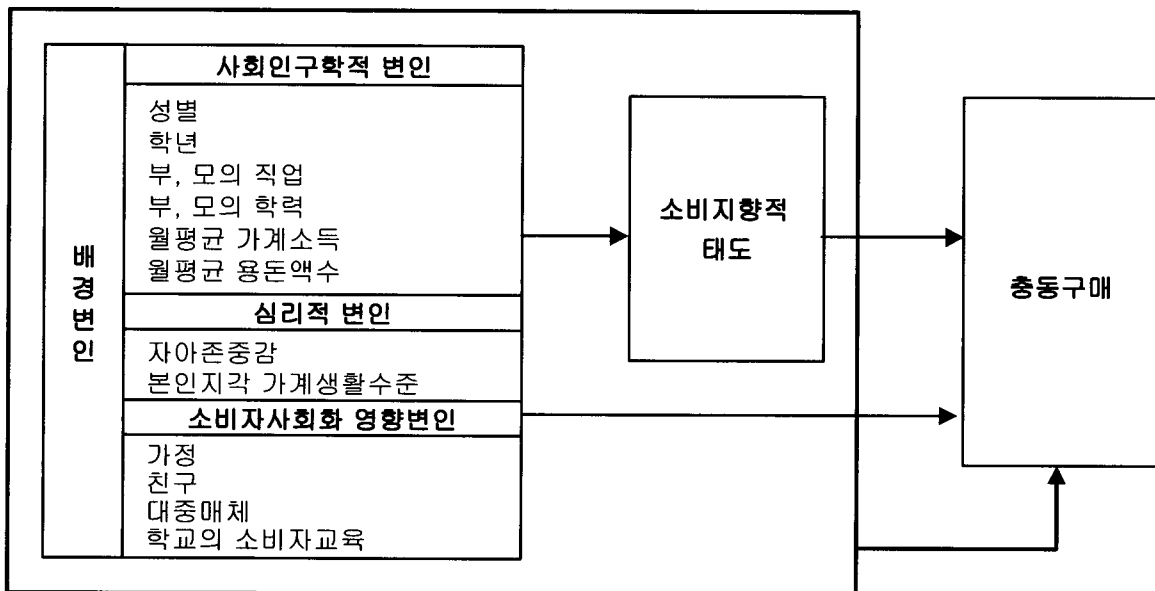 배경변인
사회인구학적 변인
성별
학년
부, 모의 직업
부, 모의 학력
월평균 가계소득
월평균 용돈액수
심리적 변인
자아존중감
본인지각 가계생활수준
소비자사회화 영향변인
가정
친구
대중매체
학교의 소비자교육
소비지향적
태도
충동구매